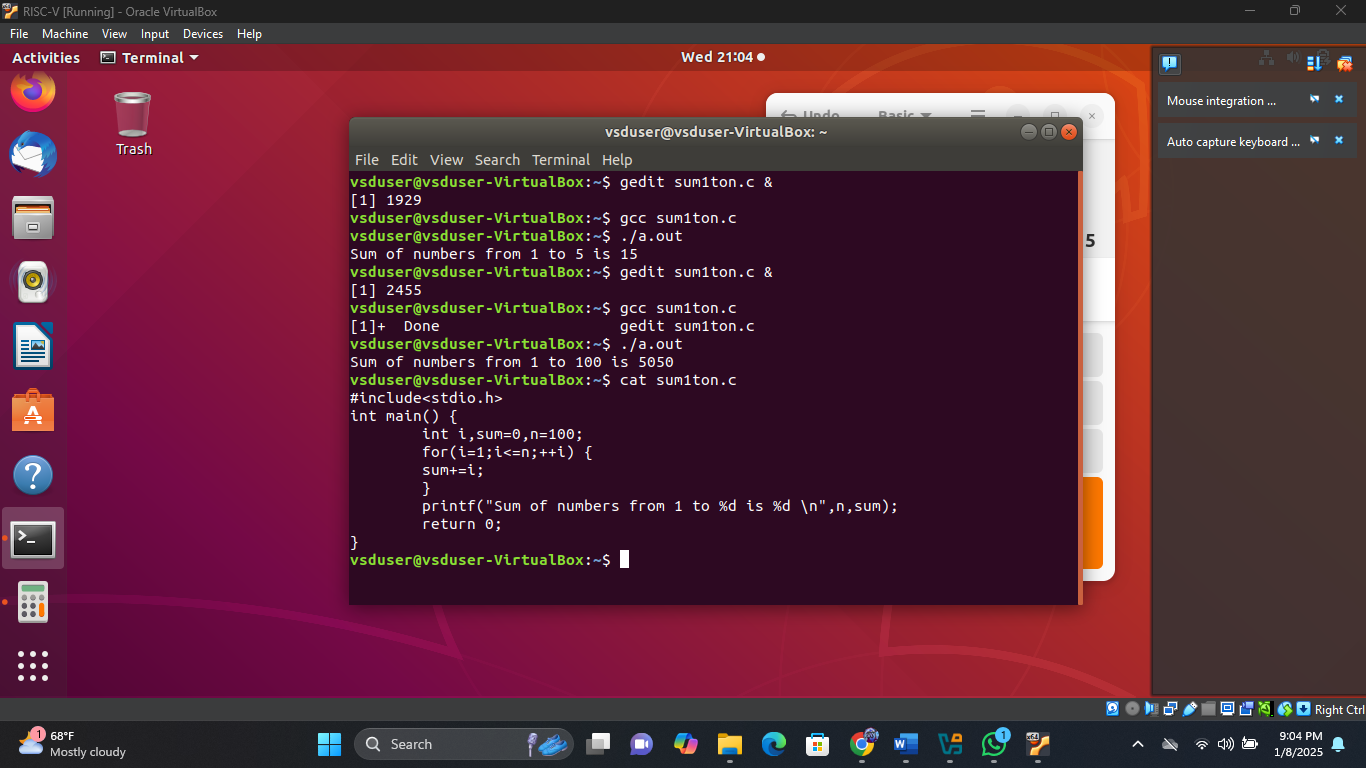 RISC-V [Running] - Oracle VirtualBox
File Machine View Input Devices Help
Activities Terminal Wed 21:04
Undo Basic
Mouse integration ...
Auto capture keyboard ...
Trash
vsduser@vsduser-VirtualBox: ~
File Edit View Search Terminal Help
vsduser@vsduser-VirtualBox:~$ gedit sum1ton.c &
[1] 1929
vsduser@vsduser-VirtualBox:~$ gcc sum1ton.c
vsduser@vsduser-VirtualBox:~$ ./a.out
Sum of numbers from 1 to 5 is 15
vsduser@vsduser-VirtualBox:~$ gedit sum1ton.c &
[1] 2455
vsduser@vsduser-VirtualBox:~$ gcc sum1ton.c
[1]+  Done                    gedit sum1ton.c
vsduser@vsduser-VirtualBox:~$ ./a.out
Sum of numbers from 1 to 100 is 5050
vsduser@vsduser-VirtualBox:~$ cat sum1ton.c
#include<stdio.h>
int main() {
        int i,sum=0,n=100;
        for(i=1;i<=n;++i) {
        sum+=i;
        }
        printf("Sum of numbers from 1 to %d is %d \n",n,sum);
        return 0;
}
vsduser@vsduser-VirtualBox:~$
5
Right Ctrl
1
68°F
Mostly cloudy
Search
1
9:04 PM
1/8/2025